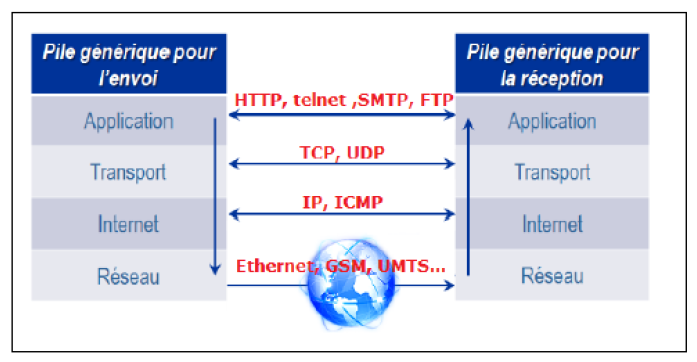 Pile générique pour
l'envoi
Pile générique pour
la réception
HTTP, telnet ,SMTP, FTP
Application
Application
TCP, UDP
Transport
Transport
IP, ICMP
Internet
Internet
Ethernet, GSM, UMTS...
Réseau
Réseau